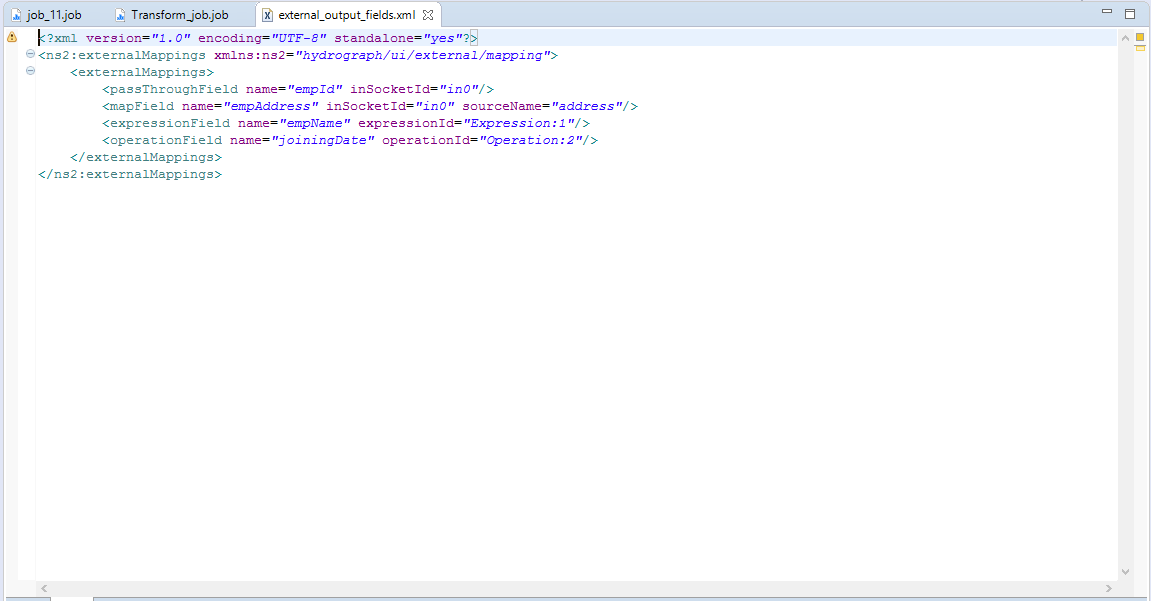 job_11.job Transform_job.job external_output_fields.xml
<?xml version="1.0" encoding="UTF-8" standalone="yes"?>
<ns2:externalMappings xmlns:ns2="hydrograph/ui/external/mapping">
    <externalMappings>
        <passThroughField name="empId" inSocketId="in0"/>
        <mapField name="empAddress" inSocketId="in0" sourceName="address"/>
        <expressionField name="empName" expressionId="Expression:1"/>
        <operationField name="joiningDate" operationId="Operation:2"/>
    </externalMappings>
</ns2:externalMappings>